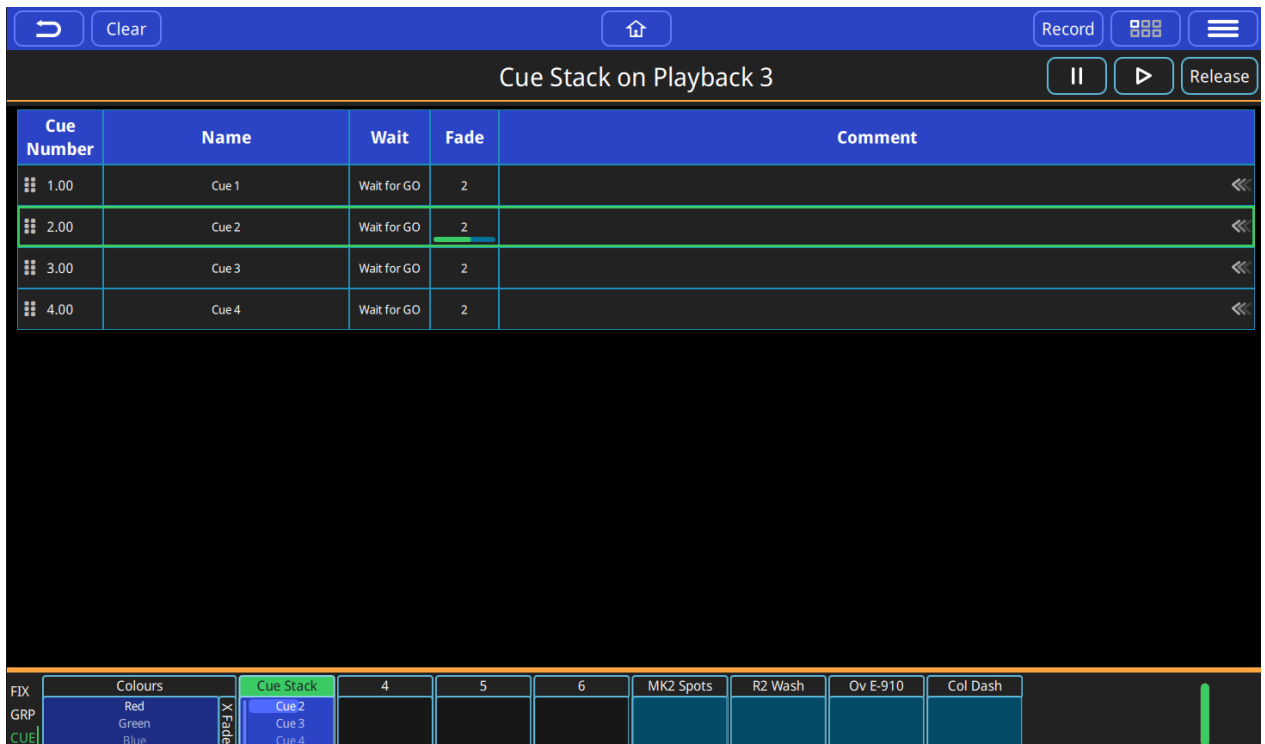 Clear
Record
Cue Stack on Playback 3
Release
Cue Number Name Wait Fade Comment
1.00 Cue 1 Wait for GO 2
2.00 Cue 2 Wait for GO 2
3.00 Cue 3 Wait for GO 2
4.00 Cue 4 Wait for GO 2
FIX
GRP
CUE
Colours
Red
Green
Blue
X Fade
Cue Stack
Cue 2
Cue 3
Cue 4
4
5
6
MK2 Spots
R2 Wash
Ov E-910
Col Dash